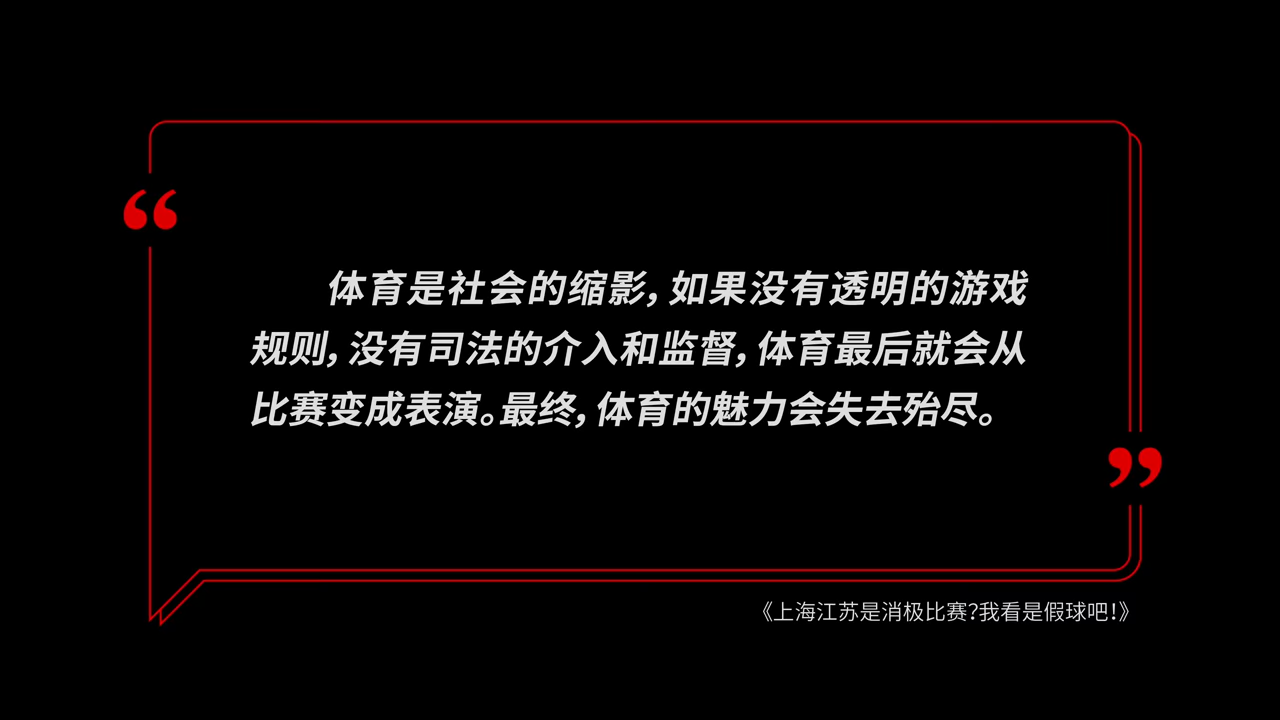 “
体育是社会的缩影，如果没有透明的游戏
规则，没有司法的介入和监督，体育最后就会从
比赛变成表演。最终，体育的魅力会失去殆尽。
”
《上海江苏是消极比赛？我看是假球吧！》